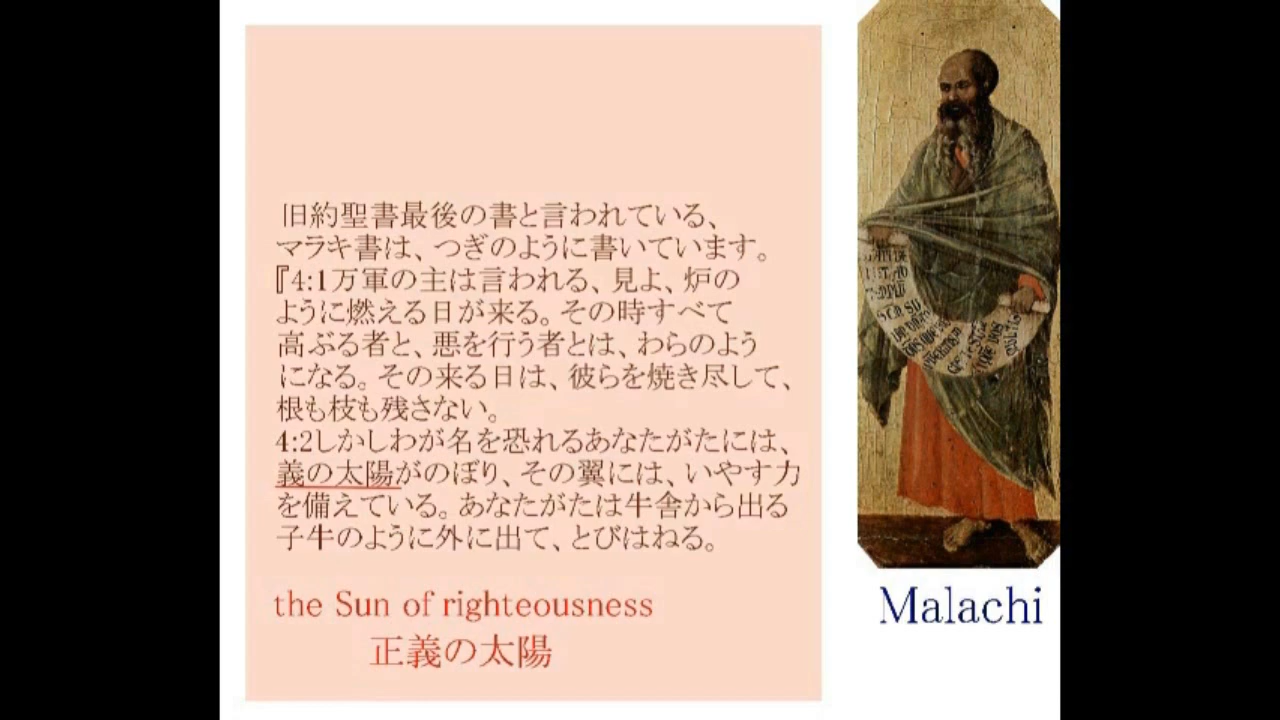 旧約聖書最後の書と言われている、
マラキ書は、つぎのように書いています。
『4:1万軍の主は言われる、見よ、炉の
ように燃える日が来る。その時すべて
高ぶる者と、悪を行う者とは、わらのよう
になる。その来る日は、彼らを焼き尽して、
根も枝も残さない。
4:2しかしわが名を恐れるあなたがたには、
義の太陽がのぼり、その翼には、いやす力
を備えている。あなたがたは牛舎から出る
子牛のように外に出て、とびはねる。
the Sun of righteousness
正義の太陽
Malachi